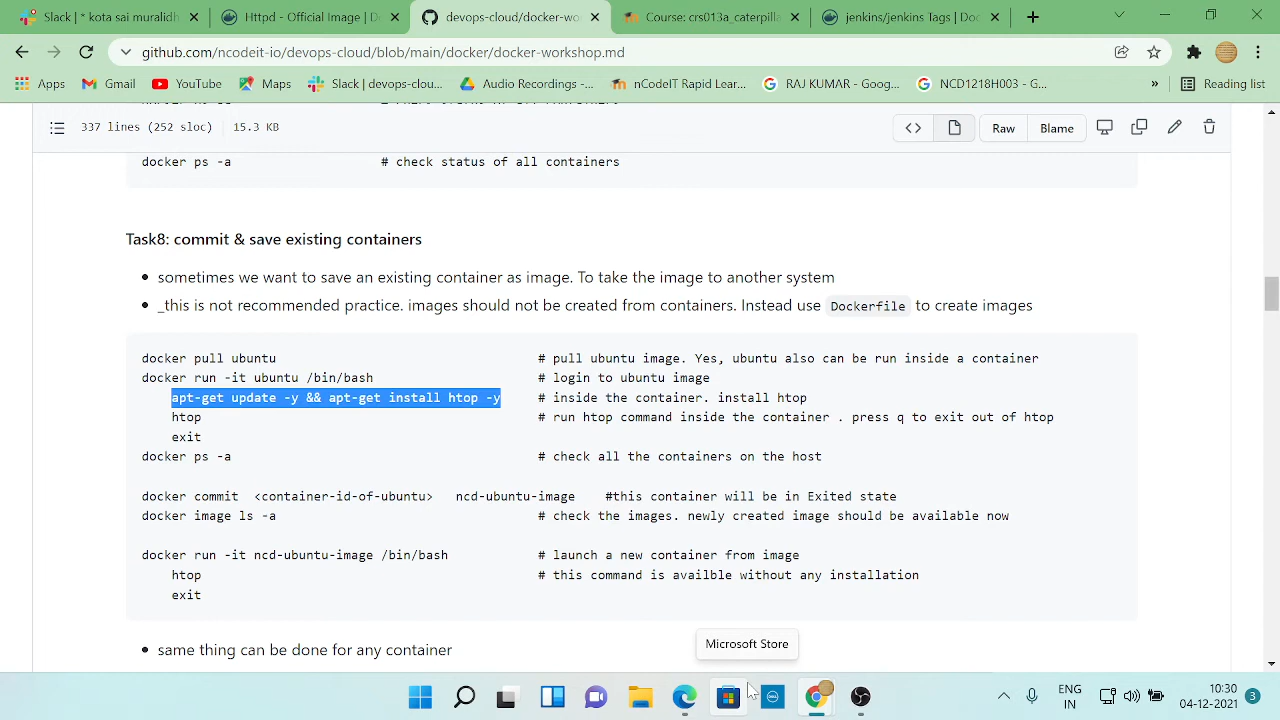 Slack | * kota sai muralidh
Httpd - Official Image | D
devops-cloud/docker-wo
Course: crs013a_caterpilla
jenkins/jenkins Tags | Doc
github.com/ncodeit-io/devops-cloud/blob/main/docker/docker-workshop.md
Apps
Gmail
YouTube
Maps
Slack | devops-clou...
Audio Recordings -...
nCodeIT Rapid Lear...
RAJ KUMAR - Goog...
NCD1218H003 - G...
»
Reading list
337 lines (252 sloc)
15.3 KB
<>
Raw
Blame
docker ps -a # check status of all containers
Task8: commit & save existing containers
• sometimes we want to save an existing container as image. To take the image to another system
• _this is not recommended practice. images should not be created from containers. Instead use Dockerfile to create images
docker pull ubuntu # pull ubuntu image. Yes, ubuntu also can be run inside a container
docker run -it ubuntu /bin/bash # login to ubuntu image
apt-get update -y && apt-get install htop -y # inside the container. install htop
htop # run htop command inside the container . press q to exit out of htop
exit
docker ps -a # check all the containers on the host
docker commit <container-id-of-ubuntu> ncd-ubuntu-image #this container will be in Exited state
docker image ls -a # check the images. newly created image should be available now
docker run -it ncd-ubuntu-image /bin/bash # launch a new container from image
htop # this command is availble without any installation
exit
• same thing can be done for any container
Microsoft Store
DELL
ENG
IN
10:30
04-12-2021
3